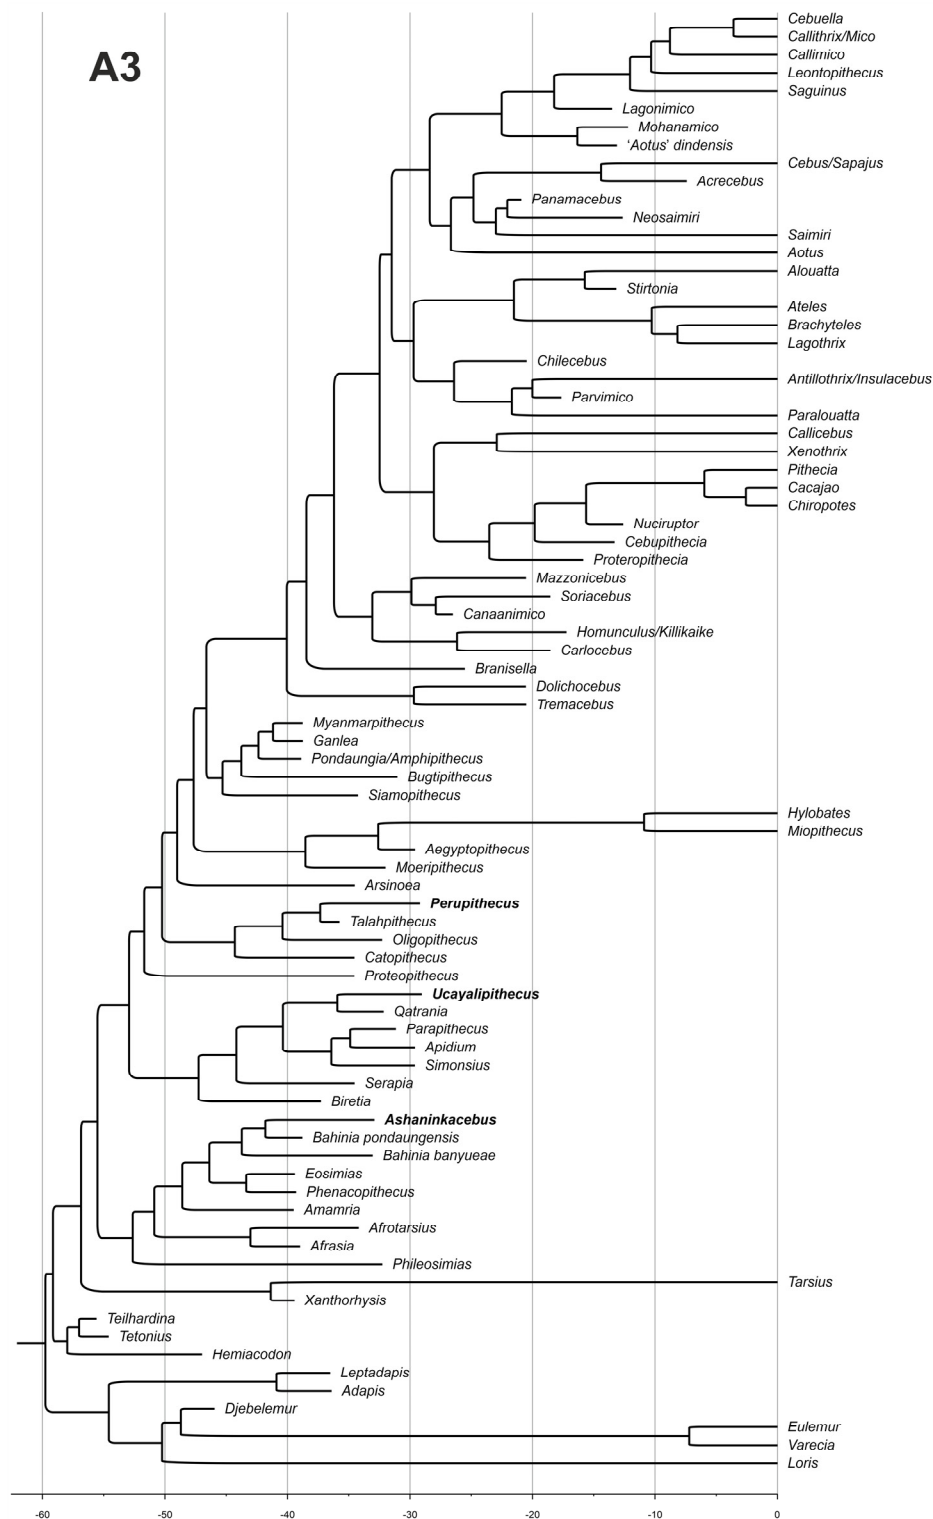 A3
Cebuella
Callithrix/Mico
Callimico
Leontopithecus
Saguinus
Lagonimico
Mohanamico
‘Aotus’ dindensis
Cebus/Sapajus
Acrecebus
Panamacebus
Neosaimiri
Saimiri
Aotus
Alouatta
Stirtonia
Ateles
Brachyteles
Lagothrix
Chilecebus
Antillothrix/Insulacebus
Parvimico
Paralouatta
Callicebus
Xenothrix
Pithecia
Cacajao
Chiropotes
Nuciruptor
Cebupithecia
Proteropithecia
Mazzonicebus
Soriacebus
Canaanimico
Homunculus/Killikaike
Carlocebus
Branisella
Dolichocebus
Tremacebus
Myanmarpithecus
Ganlea
Pondaungia/Amphipithecus
Bugtipithecus
Siamopithecus
Hylobates
Miopithecus
Aegyptopithecus
Moeripithecus
Arsinoea
Perupithecus
Talahpithecus
Oligopithecus
Catopithecus
Proteopithecus
Ucayalipithecus
Qatrania
Parapithecus
Apidium
Simonsius
Serapia
Biretia
Ashaninkacebus
Bahinia pondaungensis
Bahinia banyueae
Eosimias
Phenacopithecus
Amamria
Afrotarsius
Afrasia
Phileosimias
Tarsius
Xanthorhysis
Teilhardina
Tetonius
Hemiacodon
Leptadapis
Adapis
Djebelemur
Eulemur
Varecia
Loris
-60 -50 -40 -30 -20 -10 0